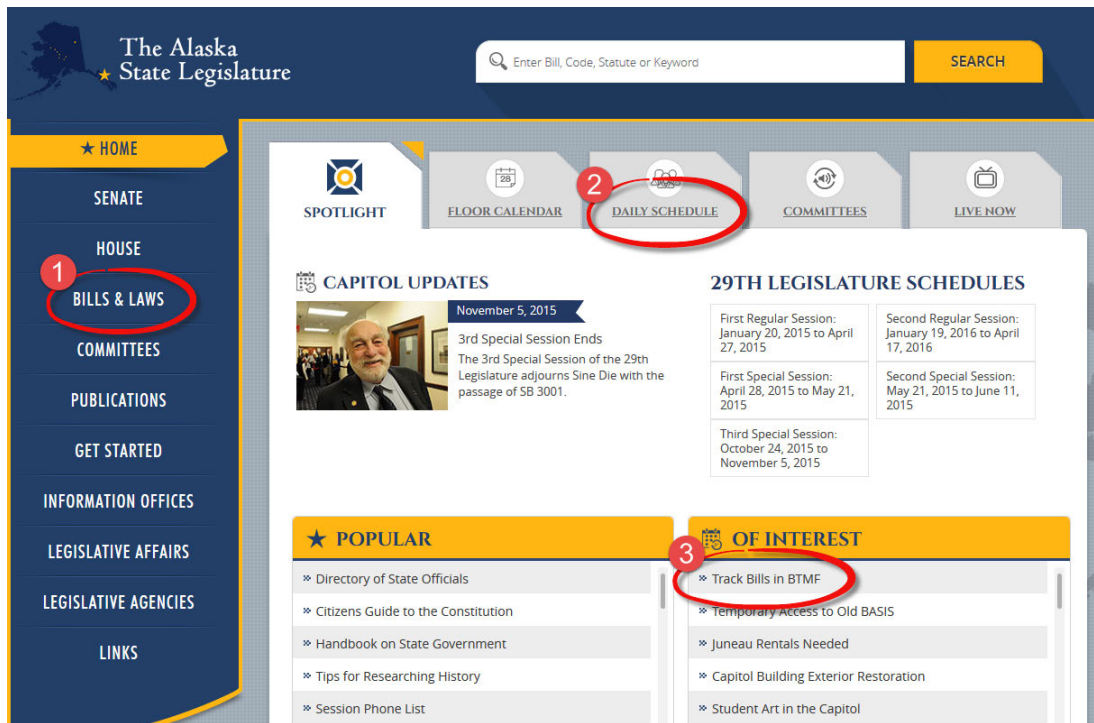 The Alaska
State Legislature
Enter Bill, Code, Statute or Keyword
SEARCH
★ HOME
SENATE
HOUSE
1
BILLS & LAWS
COMMITTEES
PUBLICATIONS
GET STARTED
INFORMATION OFFICES
LEGISLATIVE AFFAIRS
LEGISLATIVE AGENCIES
LINKS
SPOTLIGHT
28
FLOOR CALENDAR
2
DAILY SCHEDULE
COMMITTEES
LIVE NOW
CAPITOL UPDATES
November 5, 2015
3rd Special Session Ends
The 3rd Special Session of the 29th
Legislature adjourns Sine Die with the
passage of SB 3001.
29TH LEGISLATURE SCHEDULES
First Regular Session:
January 20, 2015 to April
27, 2015
Second Regular Session:
January 19, 2016 to April
17, 2016
First Special Session:
April 28, 2015 to May 21,
2015
Second Special Session:
May 21, 2015 to June 11,
2015
Third Special Session:
October 24, 2015 to
November 5, 2015
★ POPULAR
» Directory of State Officials
» Citizens Guide to the Constitution
» Handbook on State Government
» Tips for Researching History
» Session Phone List
OF INTEREST
3
» Track Bills in BTMF
» Temporary Access to Old BASIS
» Juneau Rentals Needed
» Capitol Building Exterior Restoration
» Student Art in the Capitol